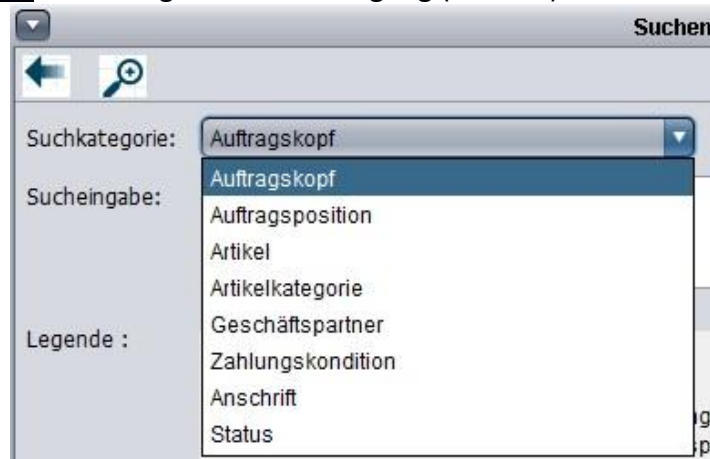 Suchen
Suchkategorie:
Auftragskopf
Auftragskopf
Sucheingabe:
Auftragsposition
Artikel
Artikelkategorie
Geschäftspartner
Legende :
Zahlungskondition
Anschrift
Status